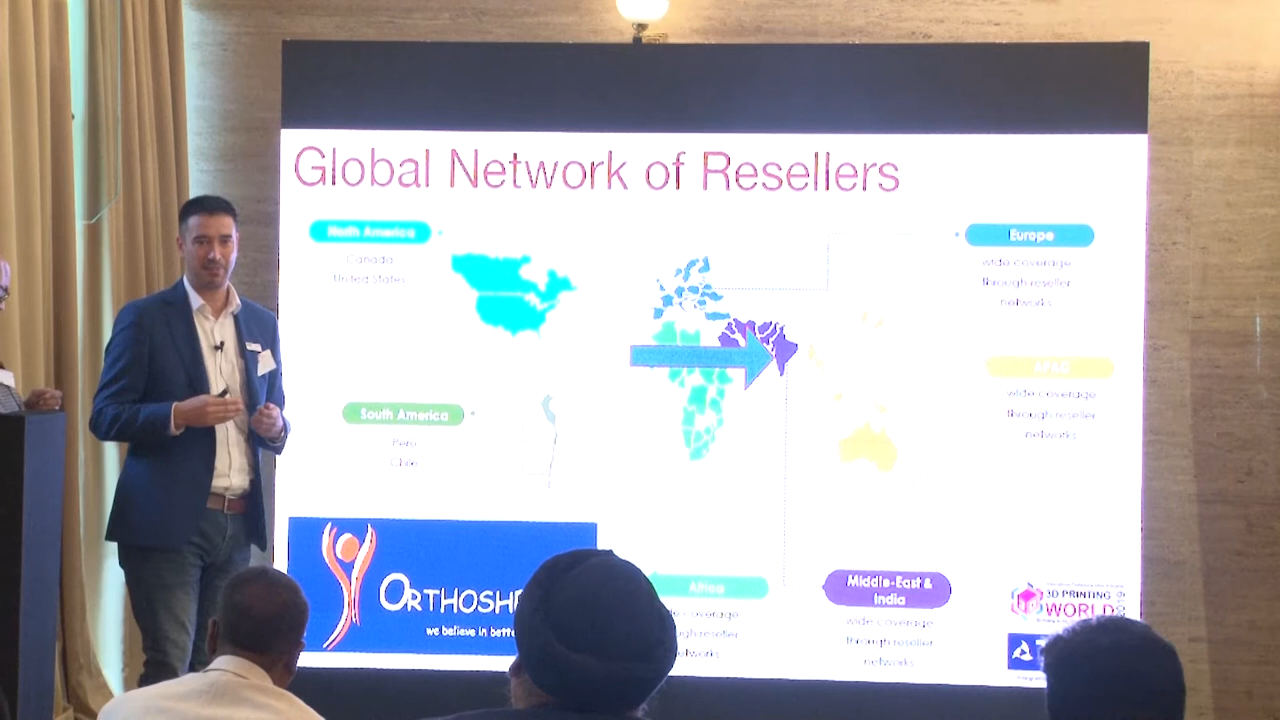 Global Network of Resellers
North America
Canada
United States
South America
Peru
Chile
Europe
wide coverage
through reseller
networks
APAC
wide coverage
through reseller
networks
Africa
coverage
reseller
Middle-East &
India
wide coverage
through reseller
networks
we believe in
3D PRINTING
WORLD